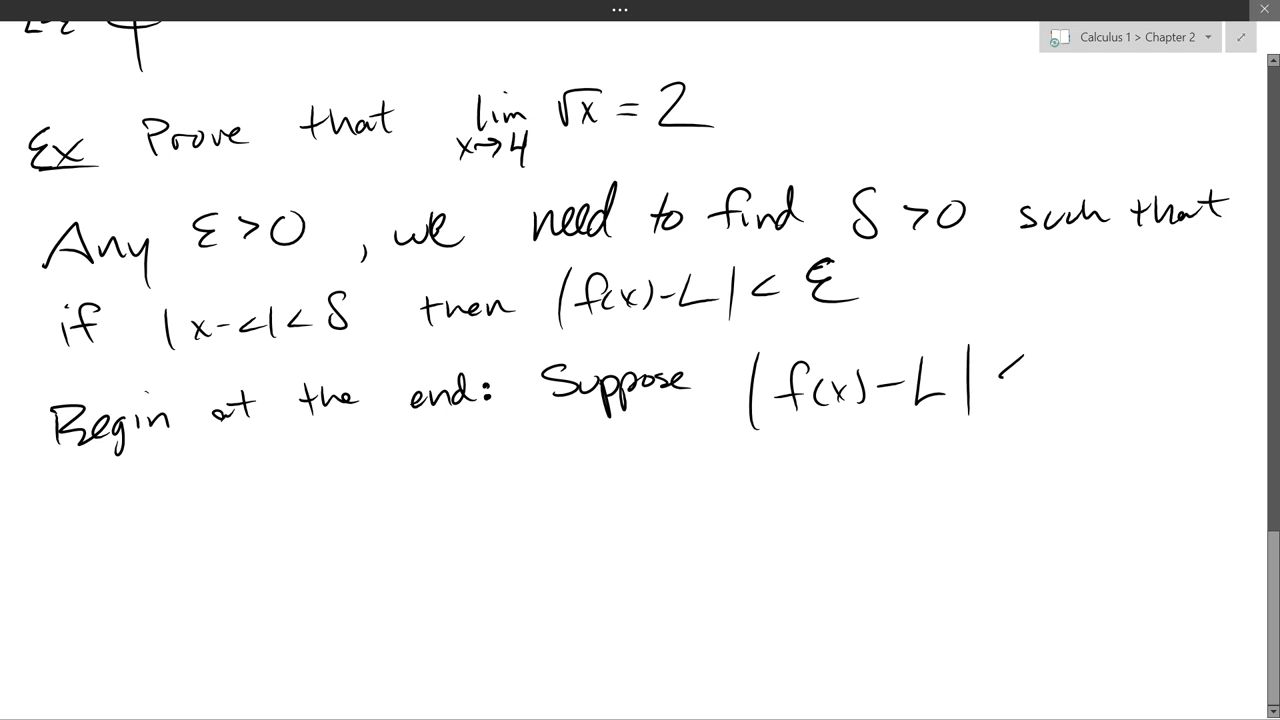 Calculus 1 > Chapter 2
Ex Prove that lim x→4 √x = 2
Any ε > 0, we need to find δ > 0 such that
if |x-c| < δ then |f(x)-L| < ε
Begin at the end: Suppose |f(x)-L| <